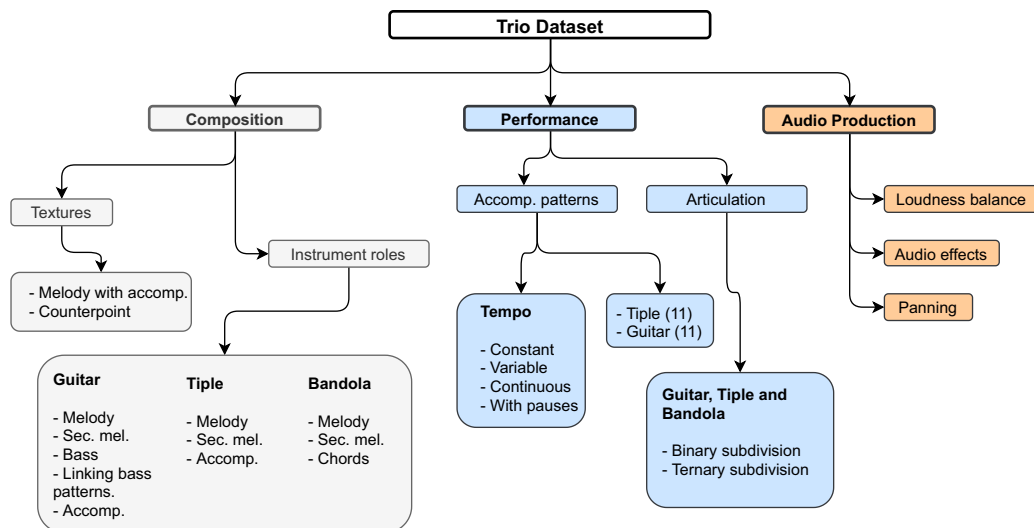 Trio Dataset
Composition
Performance
Audio Production
Textures
Instrument roles
- Melody with accomp.
- Counterpoint
Guitar
- Melody
- Sec. mel.
- Bass
- Linking bass
patterns.
- Accomp.
Tiple
- Melody
- Sec. mel.
- Accomp.
Bandola
- Melody
- Sec. mel.
- Chords
Accomp. patterns
Articulation
Tempo
- Constant
- Variable
- Continuous
- With pauses
- Tiple (11)
- Guitar (11)
Guitar, Tiple and
Bandola
- Binary subdivision
- Ternary subdivision
Loudness balance
Audio effects
Panning